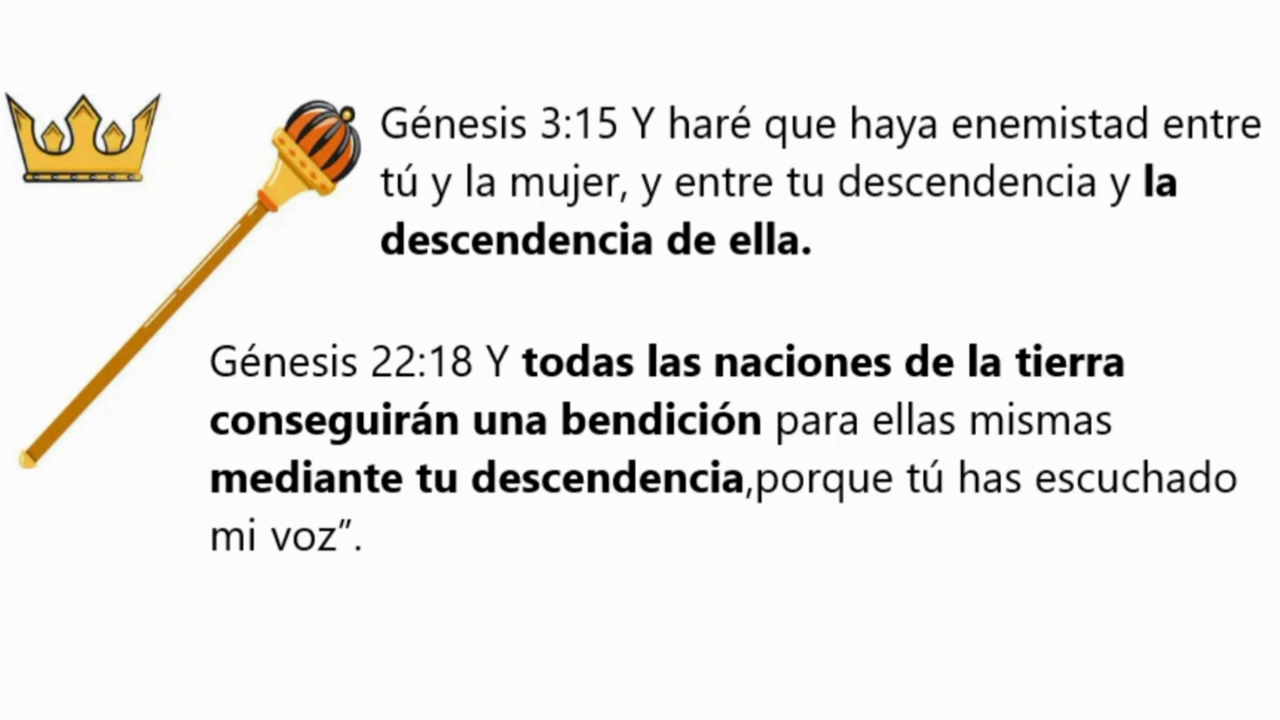 Génesis 3:15 Y haré que haya enemistad entre
tú y la mujer, y entre tu descendencia y la
descendencia de ella.
Génesis 22:18 Y todas las naciones de la tierra
conseguirán una bendición para ellas mismas
mediante tu descendencia,porque tú has escuchado
mi voz”.